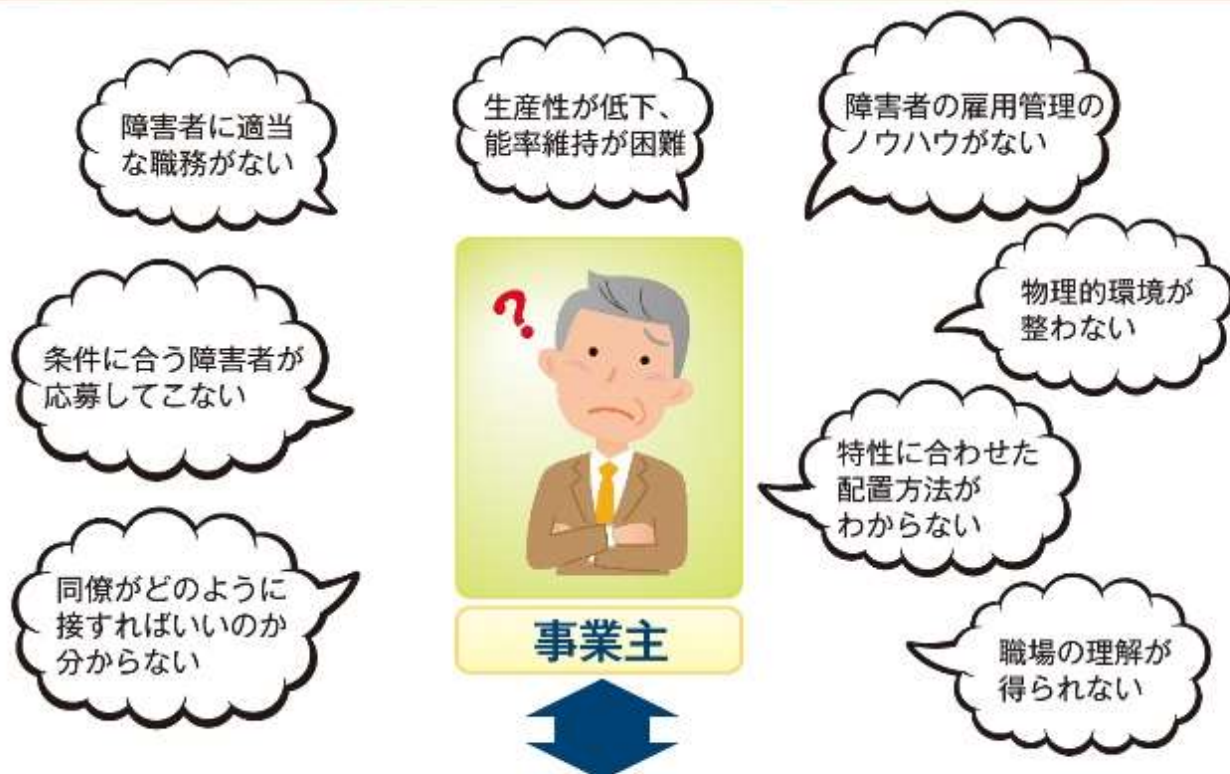 障害者に適当
な職務がない
生産性が低下、
能率維持が困難
障害者の雇用管理の
ノウハウがない
物理的環境が
整わない
条件に合う障害者が
応募してこない
特性に合わせた
配置方法が
わからない
同僚がどのように
接すればいいのか
分からない
職場の理解が
得られない
?
事業主